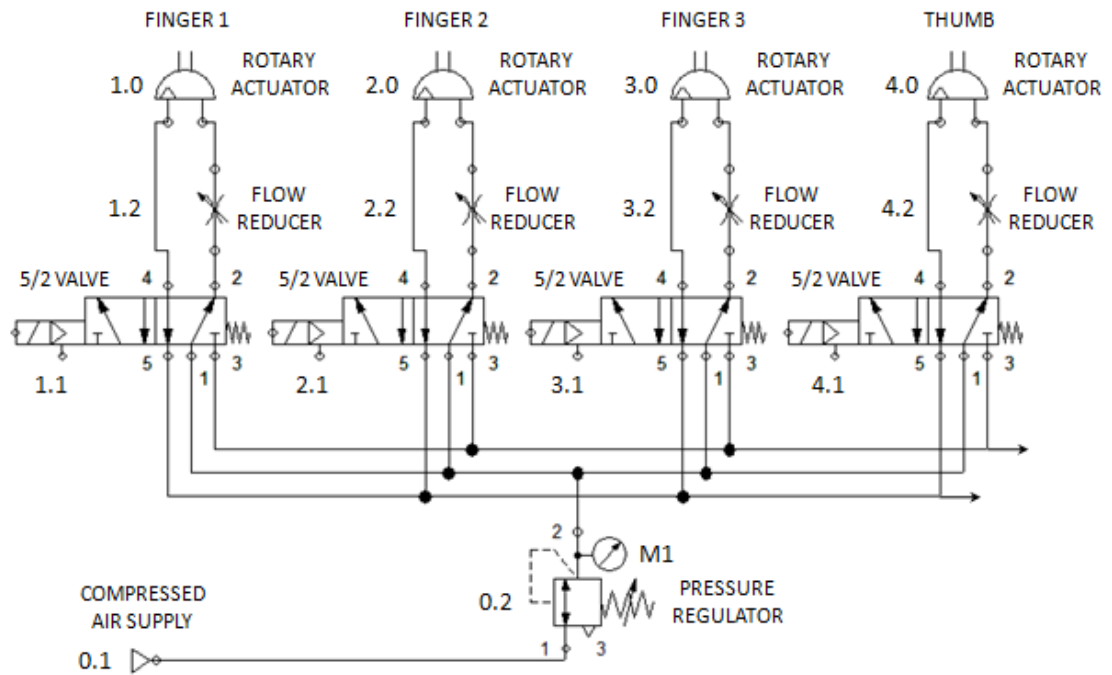 FINGER 1 FINGER 2 FINGER 3 THUMB
1.0 ROTARY ACTUATOR 2.0 ROTARY ACTUATOR 3.0 ROTARY ACTUATOR 4.0 ROTARY ACTUATOR
1.2 FLOW REDUCER 2.2 FLOW REDUCER 3.2 FLOW REDUCER 4.2 FLOW REDUCER
5/2 VALVE 4 2 5/2 VALVE 4 2 5/2 VALVE 4 2 5/2 VALVE 4 2
5 1 3 5 1 3 5 1 3 5 1 3
1.1 2.1 3.1 4.1
2
M1
0.2 PRESSURE REGULATOR
1 3
COMPRESSED
AIR SUPPLY
0.1